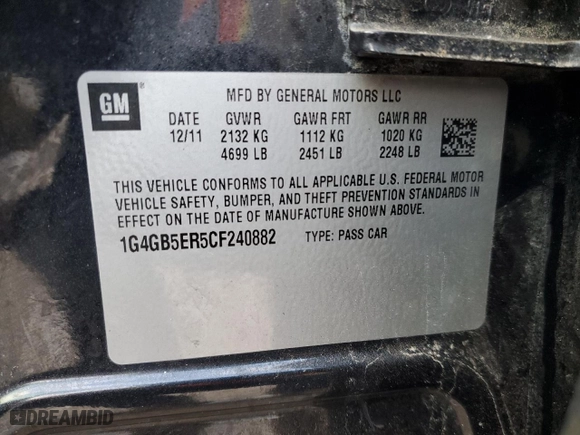 GM
MFD BY GENERAL MOTORS LLC
DATE GVWR GAWR FRT GAWR RR
12/11 2132 KG 1112 KG 1020 KG
4699 LB 2451 LB 2248 LB
THIS VEHICLE CONFORMS TO ALL APPLICABLE U.S. FEDERAL MOTOR
VEHICLE SAFETY, BUMPER, AND THEFT PREVENTION STANDARDS IN
EFFECT ON THE DATE OF MANUFACTURE SHOWN ABOVE.
1G4GB5ER5CF240882 TYPE: PASS CAR
DREAMBID